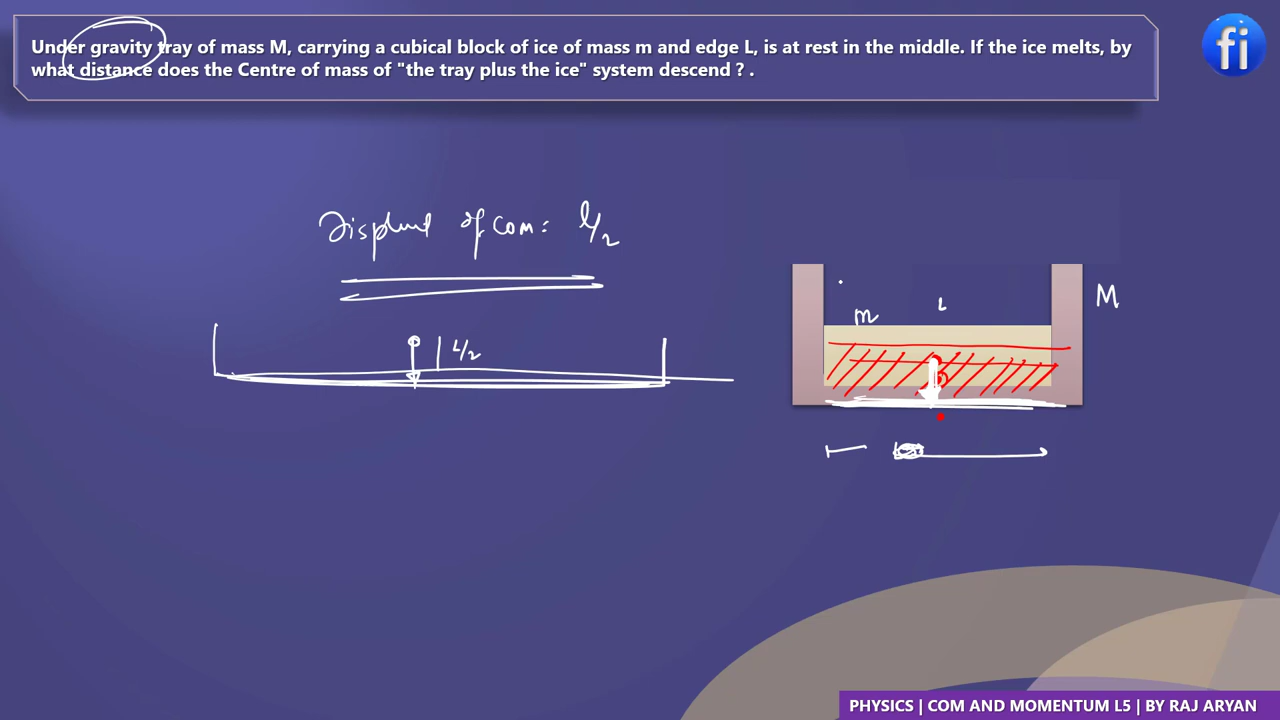 Under gravity tray of mass M, carrying a cubical block of ice of mass m and edge L, is at rest in the middle. If the ice melts, by
what distance does the Centre of mass of "the tray plus the ice" system descend ? .
fi
of com = L/2
M
L
m
L/2
PHYSICS | COM AND MOMENTUM L5 | BY RAJ ARYAN